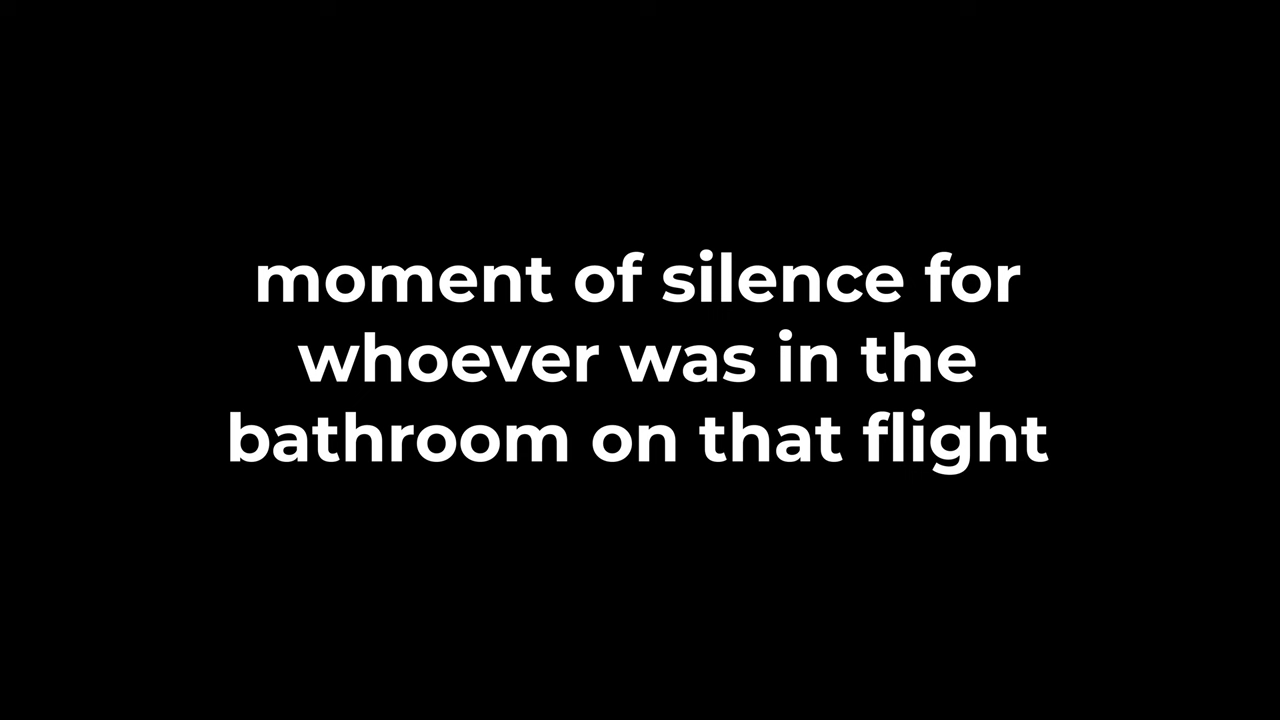 moment of silence for
whoever was in the
bathroom on that flight